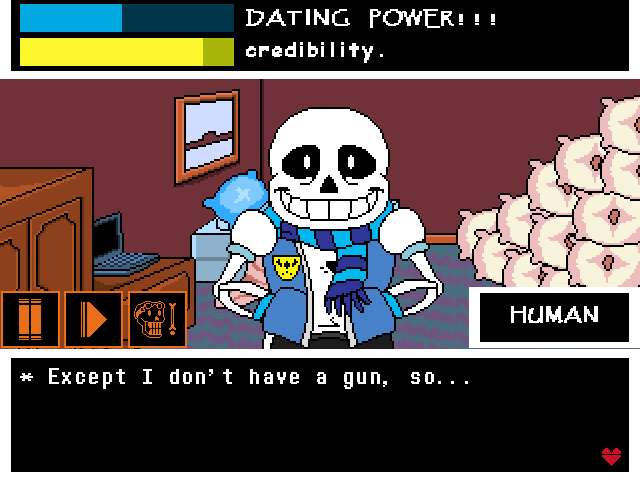 DATING POWER!!!
credibility.
HUMAN
* Except I don't have a gun, so...